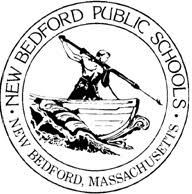 • NEW BEDFORD PUBLIC SCHOOLS •
NEW BEDFORD, MASSACHUSETTS